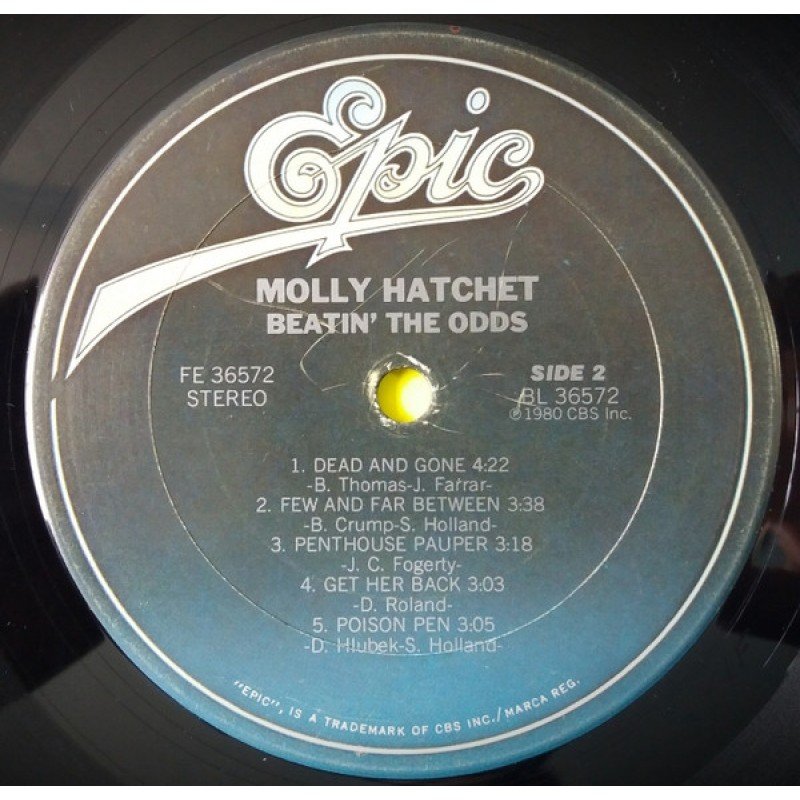 Epic
MOLLY HATCHET
BEATIN' THE ODDS
FE 36572
STEREO
SIDE 2
BL 36572
℗1980 CBS Inc.
1. DEAD AND GONE 4:22
-B. Thomas-J. Farrar-
2. FEW AND FAR BETWEEN 3:38
-B. Crump-S. Holland-
3. PENTHOUSE PAUPER 3:18
-J. C. Fogerty-
4. GET HER BACK 3:03
-D. Roland-
5. POISON PEN 3:05
-D. Hlubek-S. Holland-
"EPIC", IS A TRADEMARK OF CBS INC./MARCA REG.